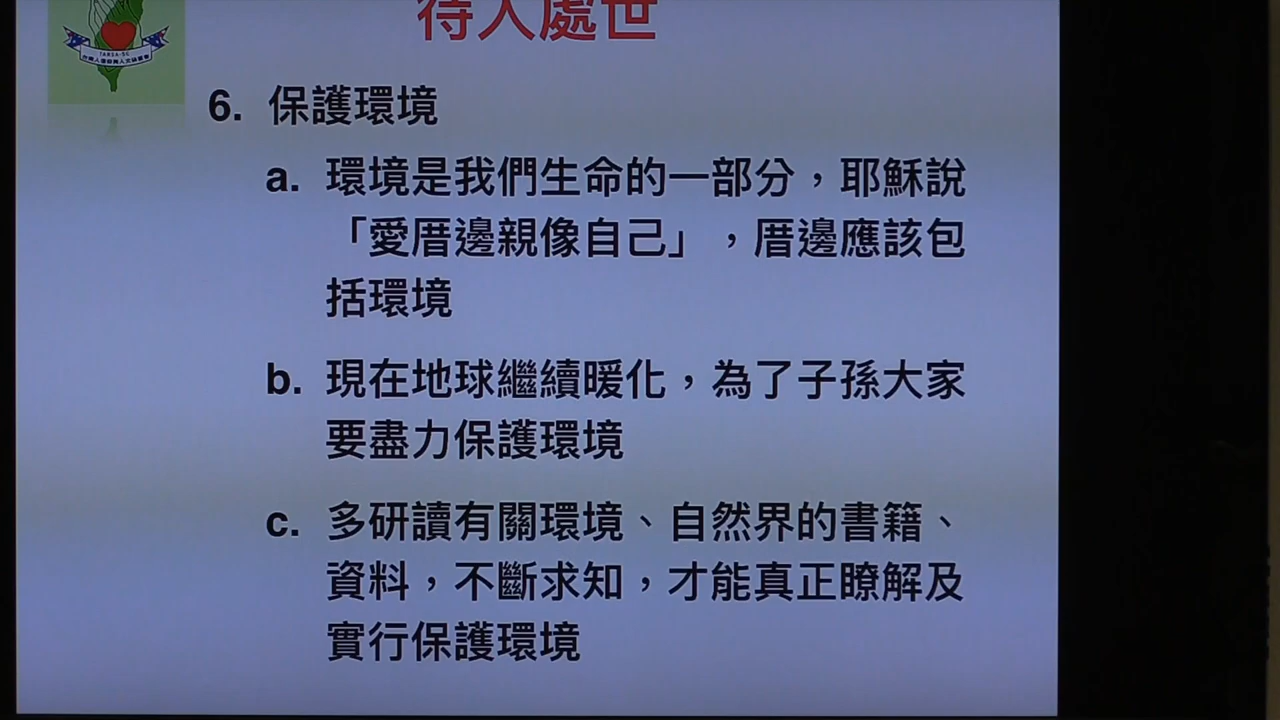 待人處世
TARSA-SC
6. 保護環境
a. 環境是我們生命的一部分，耶穌說
「愛厝邊親像自己」，厝邊應該包
括環境
b. 現在地球繼續暖化，為了子孫大家
要盡力保護環境
c. 多研讀有關環境、自然界的書籍、
資料，不斷求知，才能真正瞭解及
實行保護環境